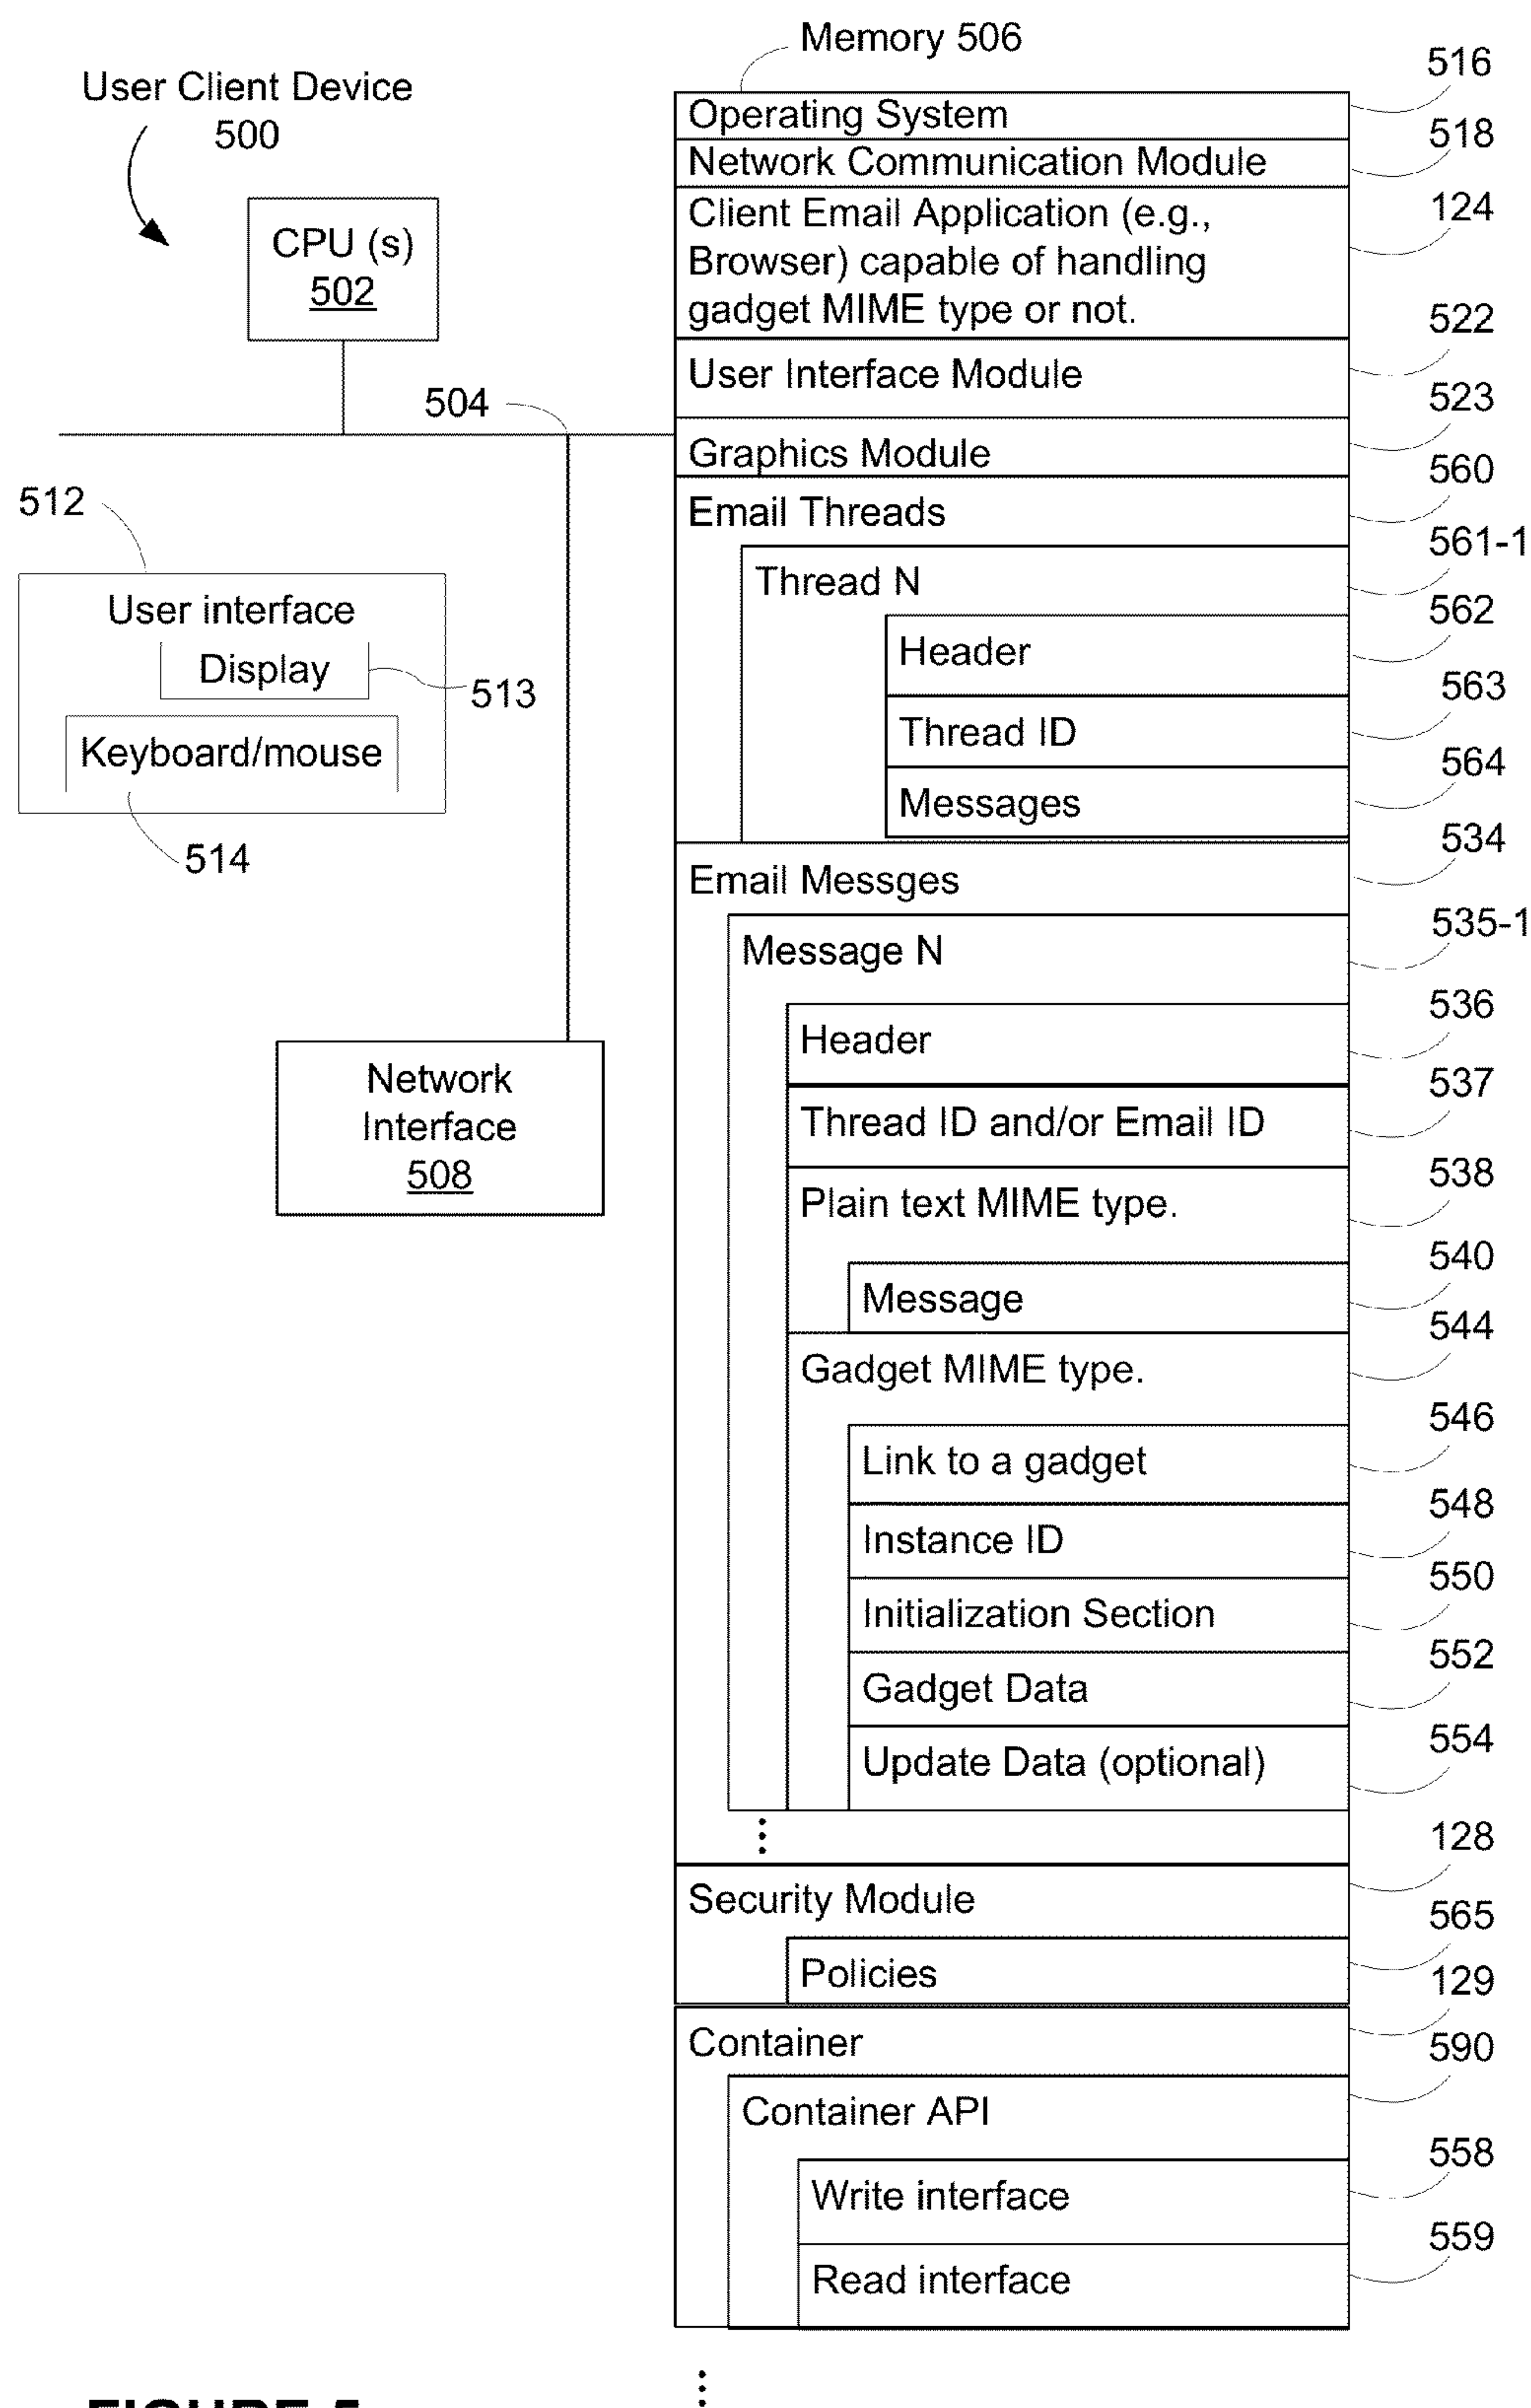 Memory 506
User Client Device
500
CPU (s)
502
504
512
User interface
Display
513
Keyboard/mouse
514
Network
Interface
508
Operating System
516
Network Communication Module
518
Client Email Application (e.g.,
Browser) capable of handling
gadget MIME type or not.
124
User Interface Module
522
Graphics Module
523
Email Threads
560
Thread N
561-1
Header
562
Thread ID
563
Messages
564
Email Messges
534
Message N
535-1
Header
536
Thread ID and/or Email ID
537
Plain text MIME type.
538
Message
540
Gadget MIME type.
544
Link to a gadget
546
Instance ID
548
Initialization Section
550
Gadget Data
552
Update Data (optional)
554
Security Module
128
Policies
565
Container
129
Container API
590
Write interface
558
Read interface
559
FIGURE 5